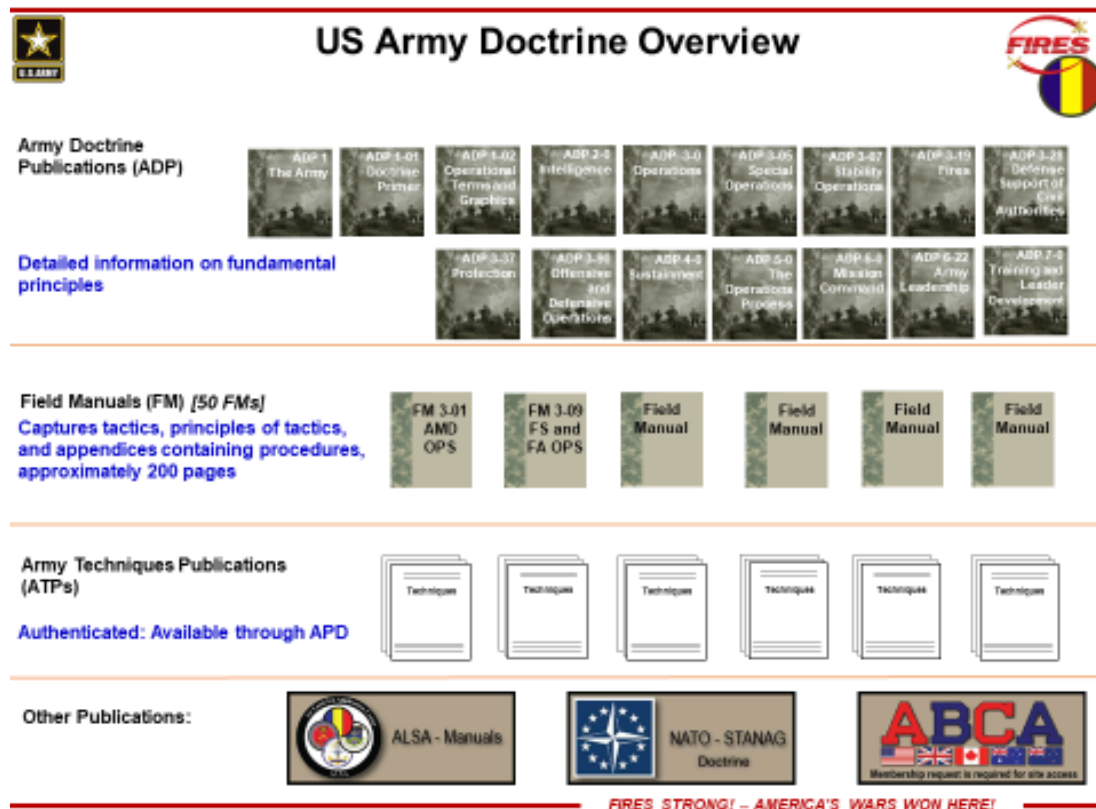 US Army Doctrine Overview
U.S. ARMY
FIRES
Army Doctrine
Publications (ADP)
ADP 1
The Army
ADP 1-01
Doctrine
Primer
ADP 1-02
Operational
Terms and
Graphics
ADP 2-0
Intelligence
ADP 3-0
Operations
ADP 3-05
Special
Operations
ADP 3-07
Stability
Operations
ADP 3-19
Fires
ADP 3-28
Defense
Support of
Civil
Authorities
Detailed information on fundamental
principles
ADP 3-37
Protection
ADP 3-90
Offensive
and
Defensive
Operations
ADP 4-0
Sustainment
ADP 5-0
The
Operations
Process
ADP 6-0
Mission
Command
ADP 6-22
Army
Leadership
ADP 7-0
Training and
Leader
Development
Field Manuals (FM) [50 FMs]
Captures tactics, principles of tactics,
and appendices containing procedures,
approximately 200 pages
FM 3-01
AMD
OPS
FM 3-09
FS and
FA OPS
Field
Manual
Field
Manual
Field
Manual
Field
Manual
Army Techniques Publications
(ATPs)
Authenticated: Available through APD
Techniques
Techniques
Techniques
Techniques
Techniques
Techniques
Other Publications:
ALSA - Manuals
NATO - STANAG
Doctrine
ABCA
Membership request is required for site access
FIRES STRONG! – AMERICA'S WARS WON HERE!